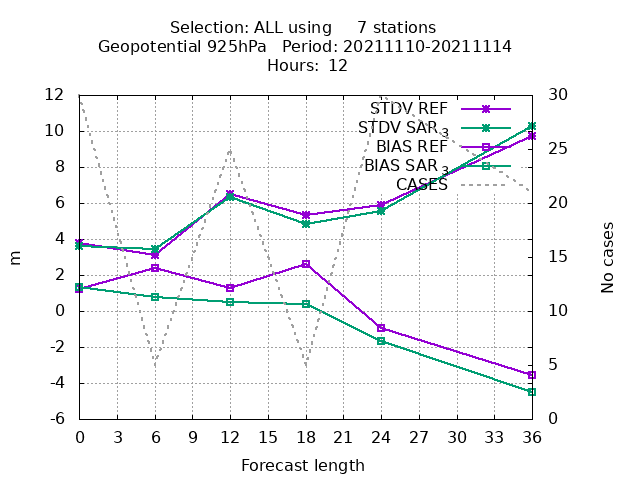 Selection: ALL using     7 stations
Geopotential 925hPa   Period: 20211110-20211114
Hours:  12
STDV REF
STDV SAR3
BIAS REF
BIAS SAR3
CASES
12
10
8
6
4
2
0
-2
-4
-6
30
25
20
15
10
5
0
m
No cases
0 3 6 9 12 15 18 21 24 27 30 33 36
Forecast length